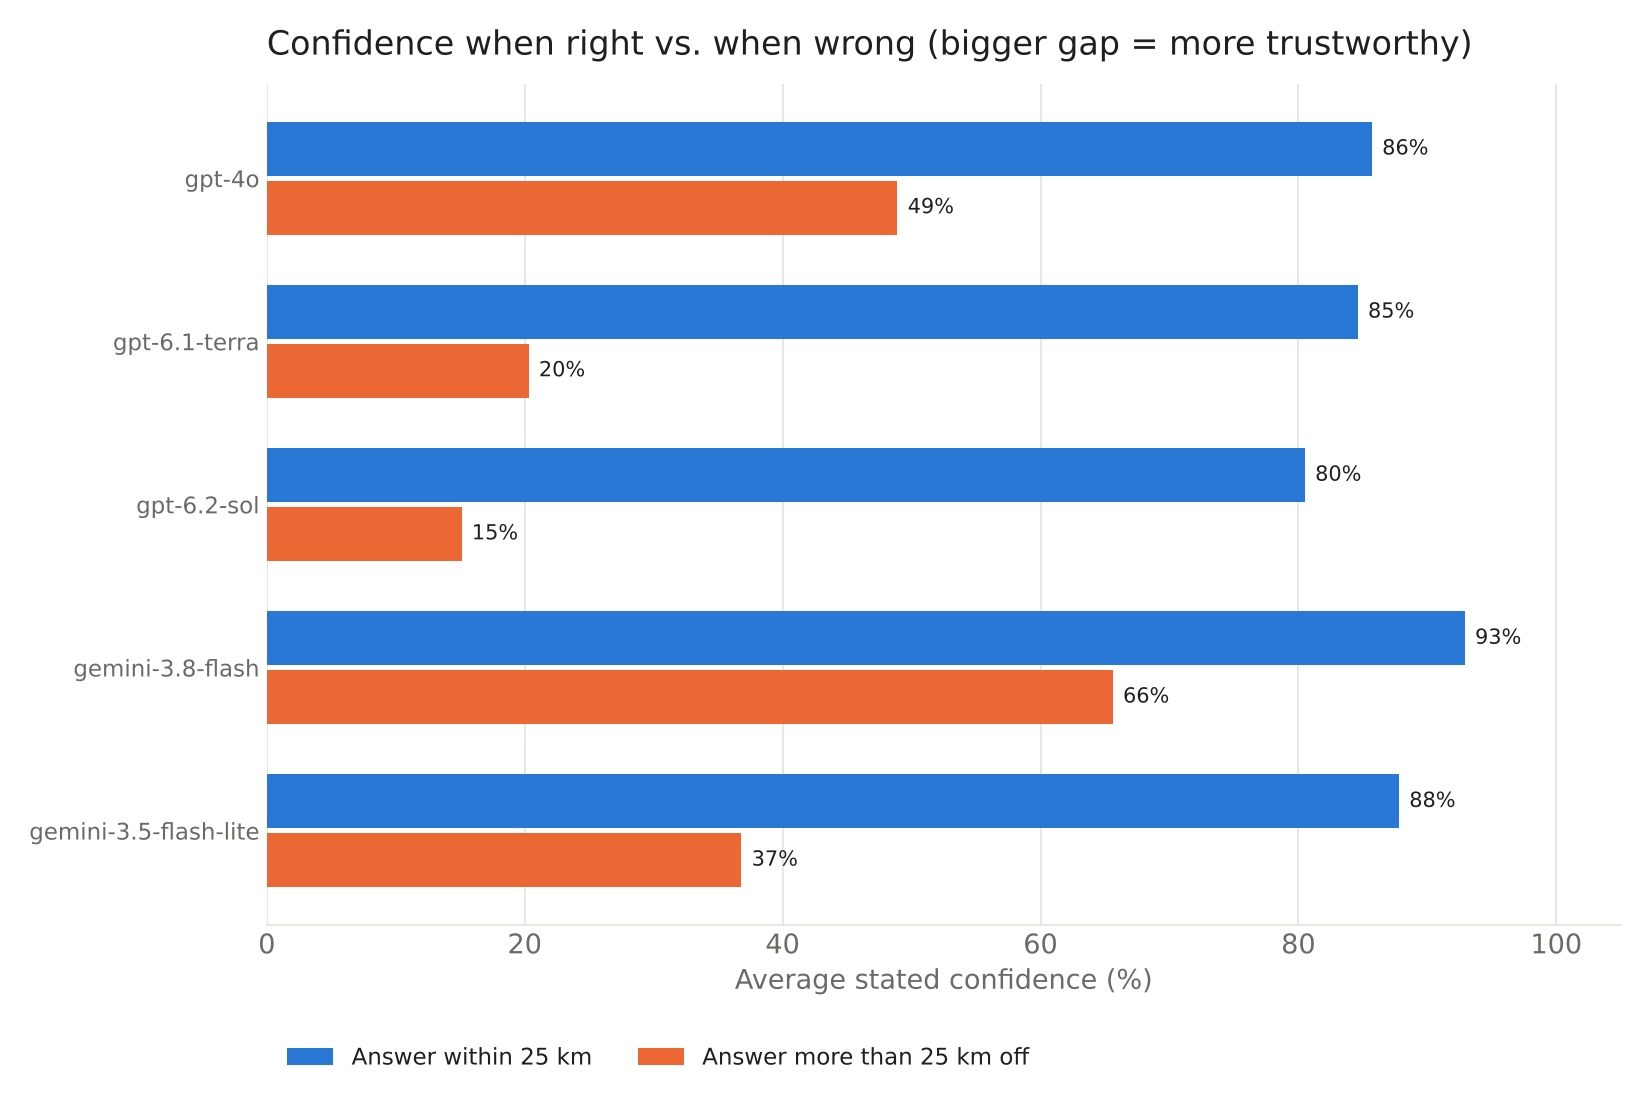 Confidence when right vs. when wrong (bigger gap = more trustworthy)
86%
gpt-4o
49%
85%
gpt-6.1-terra
20%
80%
gpt-6.2-sol
15%
93%
gemini-3.8-flash
66%
88%
gemini-3.5-flash-lite
37%
0 20 40 60 80 100
Average stated confidence (%)
Answer within 25 km Answer more than 25 km off